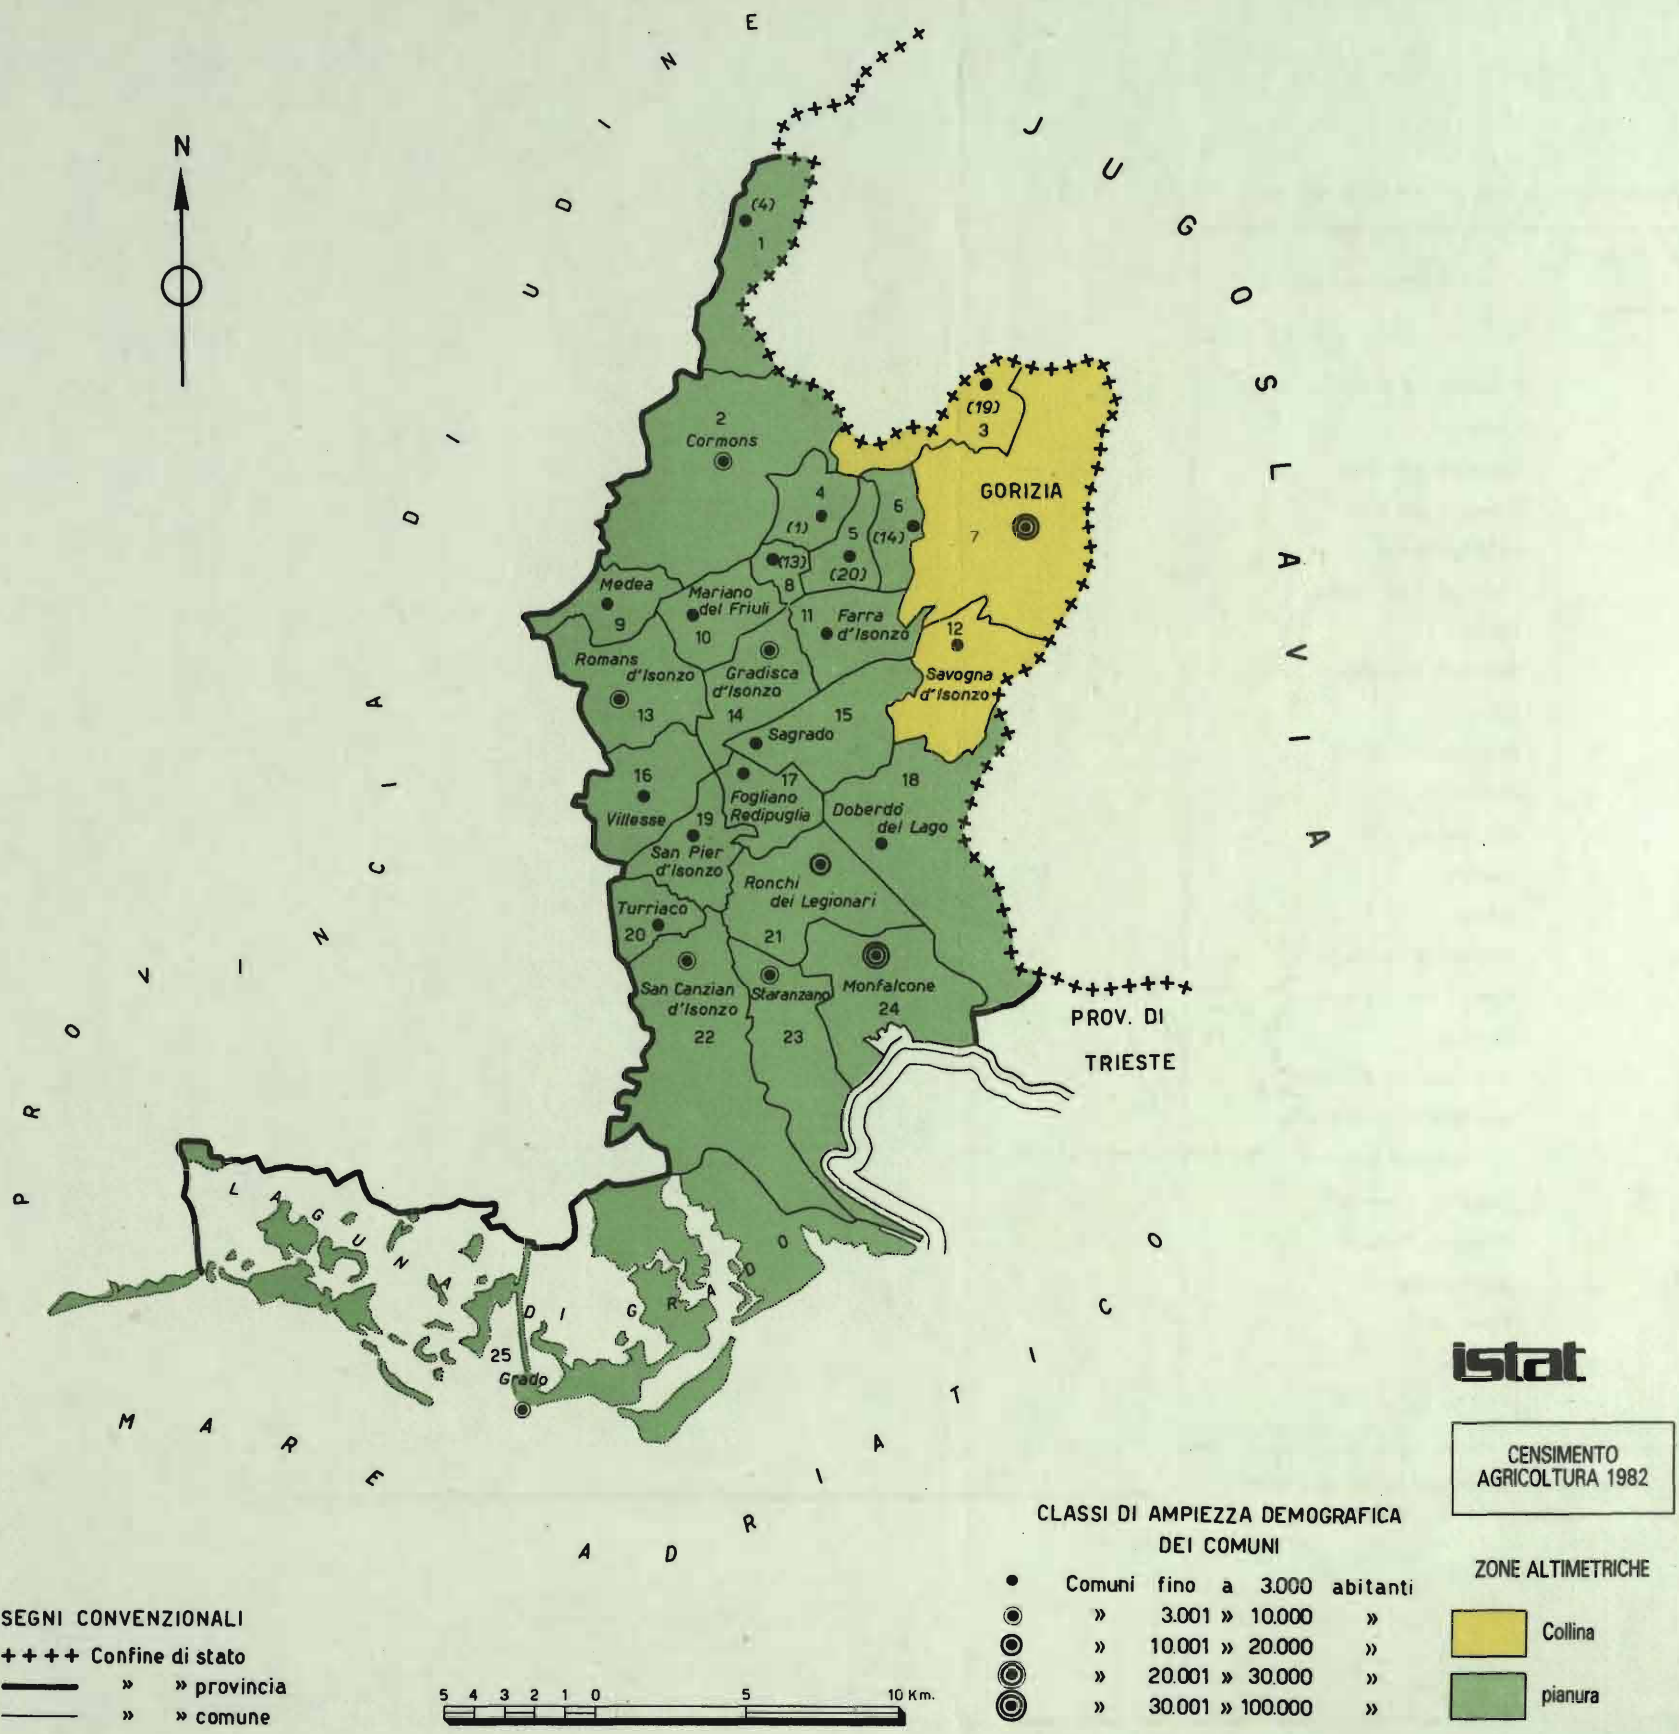 PROVINCIA DI UDINE
JUGOSLAVIA
N
(4)
1
2
Cormons
(19)
3
GORIZIA
7
4
(1)
5
(20)
6
(14)
(13)
8
Medea
9
Mariano
del Friuli
10
11
Farra
d'Isonzo
12
Savogna
d'Isonzo
Romans
d'Isonzo
13
Gradisca
d'Isonzo
14
15
Sagrado
16
Villesse
17
Fogliano
Redipuglia
18
Doberdo
del Lago
19
San Pier
d'Isonzo
Turriaco
20
Ronchi
dei Legionari
21
San Canzian
d'Isonzo
22
Staranzano
23
Monfalcone
24
PROV. DI
TRIESTE
LAGUNA DI GRADO
25
Grado
MARE ADRIATICO
istat
CENSIMENTO
AGRICOLTURA 1982
ZONE ALTIMETRICHE
Collina
pianura
CLASSI DI AMPIEZZA DEMOGRAFICA
DEI COMUNI
Comuni fino a 3.000 abitanti
» 3.001 » 10.000 »
» 10.001 » 20.000 »
» 20.001 » 30.000 »
» 30.001 » 100.000 »
SEGNI CONVENZIONALI
++++ Confine di stato
» » provincia
» » comune
5 4 3 2 1 0 5 10 Km.